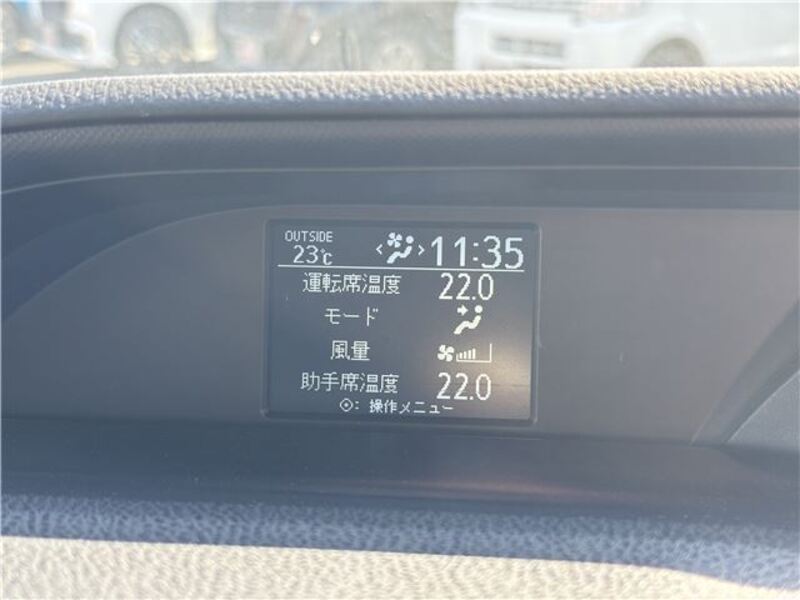 OUTSIDE
23℃ < > 11:35
運転席温度 22.0
モード
風量
助手席温度 22.0
⦿: 操作メニュー